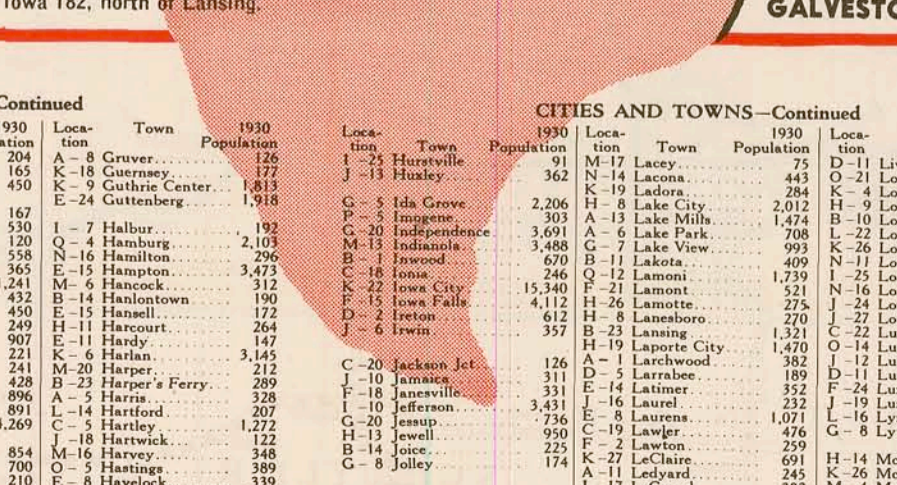 Iowa 182, north of Lansing.
GALVESTO
Continued
930 ation
204
165
450
167
530
120
558
365
1,241
432
450
249
907
221
241
428
896
891
1,269
854
700
210
Loca-tion Town 1930 Population
A - 8 Gruver 126
K -18 Guernsey 177
K - 9 Guthrie Center 1,813
E -24 Guttenberg 1,918
I - 7 Halbur 192
Q - 4 Hamburg 2,103
N -16 Hamilton 296
E -15 Hampton 3,473
M- 6 Hancock 312
B -14 Hanlontown 190
E -15 Hansell 172
H -11 Harcourt 264
E -11 Hardy 147
K - 6 Harlan 3,145
M-20 Harper 212
B -23 Harper's Ferry 289
A - 5 Harris 328
L -14 Hartford 207
C - 5 Hartley 1,272
J -18 Hartwick 122
M-16 Harvey 348
O - 5 Hastings 389
F - 8 Havelock 339
Loca-tion Town 1930 Population
I -25 Hurstville 91
J -13 Huxley 362
G - 5 Ida Grove 2,206
P - 5 Imogene 303
G -20 Independence 3,691
M-13 Indianola 3,488
B - 1 Inwood 670
C -18 Ionia 246
K -22 Iowa City 15,340
F -15 Iowa Falls 4,112
D - 2 Ireton 612
J - 6 Irwin 357
C -20 Jackson Jct 126
J -10 Jamaica 311
F -18 Janesville 331
I -10 Jefferson 3,431
G-20 Jessup 736
H-13 Jewell 950
B -14 Joice 225
G - 8 Jolley 174
CITIES AND TOWNS—Continued
Loca-tion Town 1930 Population
M-17 Lacey 75
N -14 Lacona 443
K -19 Ladora 284
H - 8 Lake City 2,012
A -13 Lake Mills 1,474
A - 6 Lake Park 708
G - 7 Lake View 993
B -11 Lakota 409
Q -12 Lamoni 1,739
F -21 Lamont 521
H -26 Lamotte 275
H - 8 Lanesboro 270
B -23 Lansing 1,321
H -19 Laporte City 1,470
A - 1 Larchwood 382
D - 5 Larrabee 189
E -14 Latimer 352
J -16 Laurel 232
E - 8 Laurens 1,071
C -19 Lawler 476
F - 2 Lawton 259
K -27 LeClaire 691
A -11 Ledyard 245
Loca-tion
D -11 Li
O -21 Lo
K - 4 Lo
H - 9 Lo
B -10 Lo
L -22 Lo
K -26 Lo
N -11 Lo
I -25 Lo
N -16 Lo
J -24 Lo
J -27 Lo
C -22 Lu
O -14 Lu
J -12 Lu
D -11 Lu
F -24 Lu
J -19 Lu
L -16 Ly
G - 8 Ly
H -14 Mc
K -26 Mc